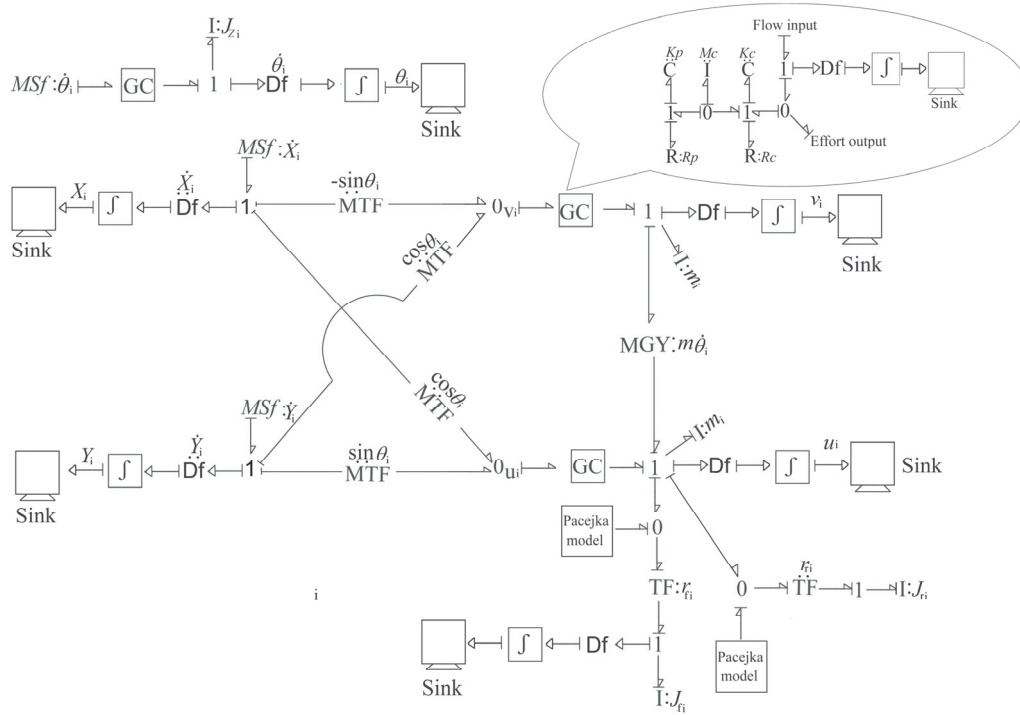 I:J_Zi
MSf:θ̇i
GC
1
θ̇i
Df
∫
θi
Sink
Flow input
Kp
Mc
Kc
C̈
Ï
C̈
1
Df
∫
Sink
1
0
1
0
R:Rp
R:Rc
Effort output
MSf:Ẋi
Xi
∫
Ẋi
Df
1
-sinθi
MTF
0vi
GC
1
Df
∫
vi
Sink
Sink
cosθi
MTF
I:mi
MGY:mθ̇i
cosθi
MTF
MSf:Ẏi
I:mi
Yi
∫
Ẏi
Df
1
sinθi
MTF
0ui
GC
1
Df
∫
ui
Sink
Sink
Pacejka
model
0
i
TF:rfi
0
rri
TF
1
I:Jri
Sink
∫
Df
1
Pacejka
model
I:Jfi